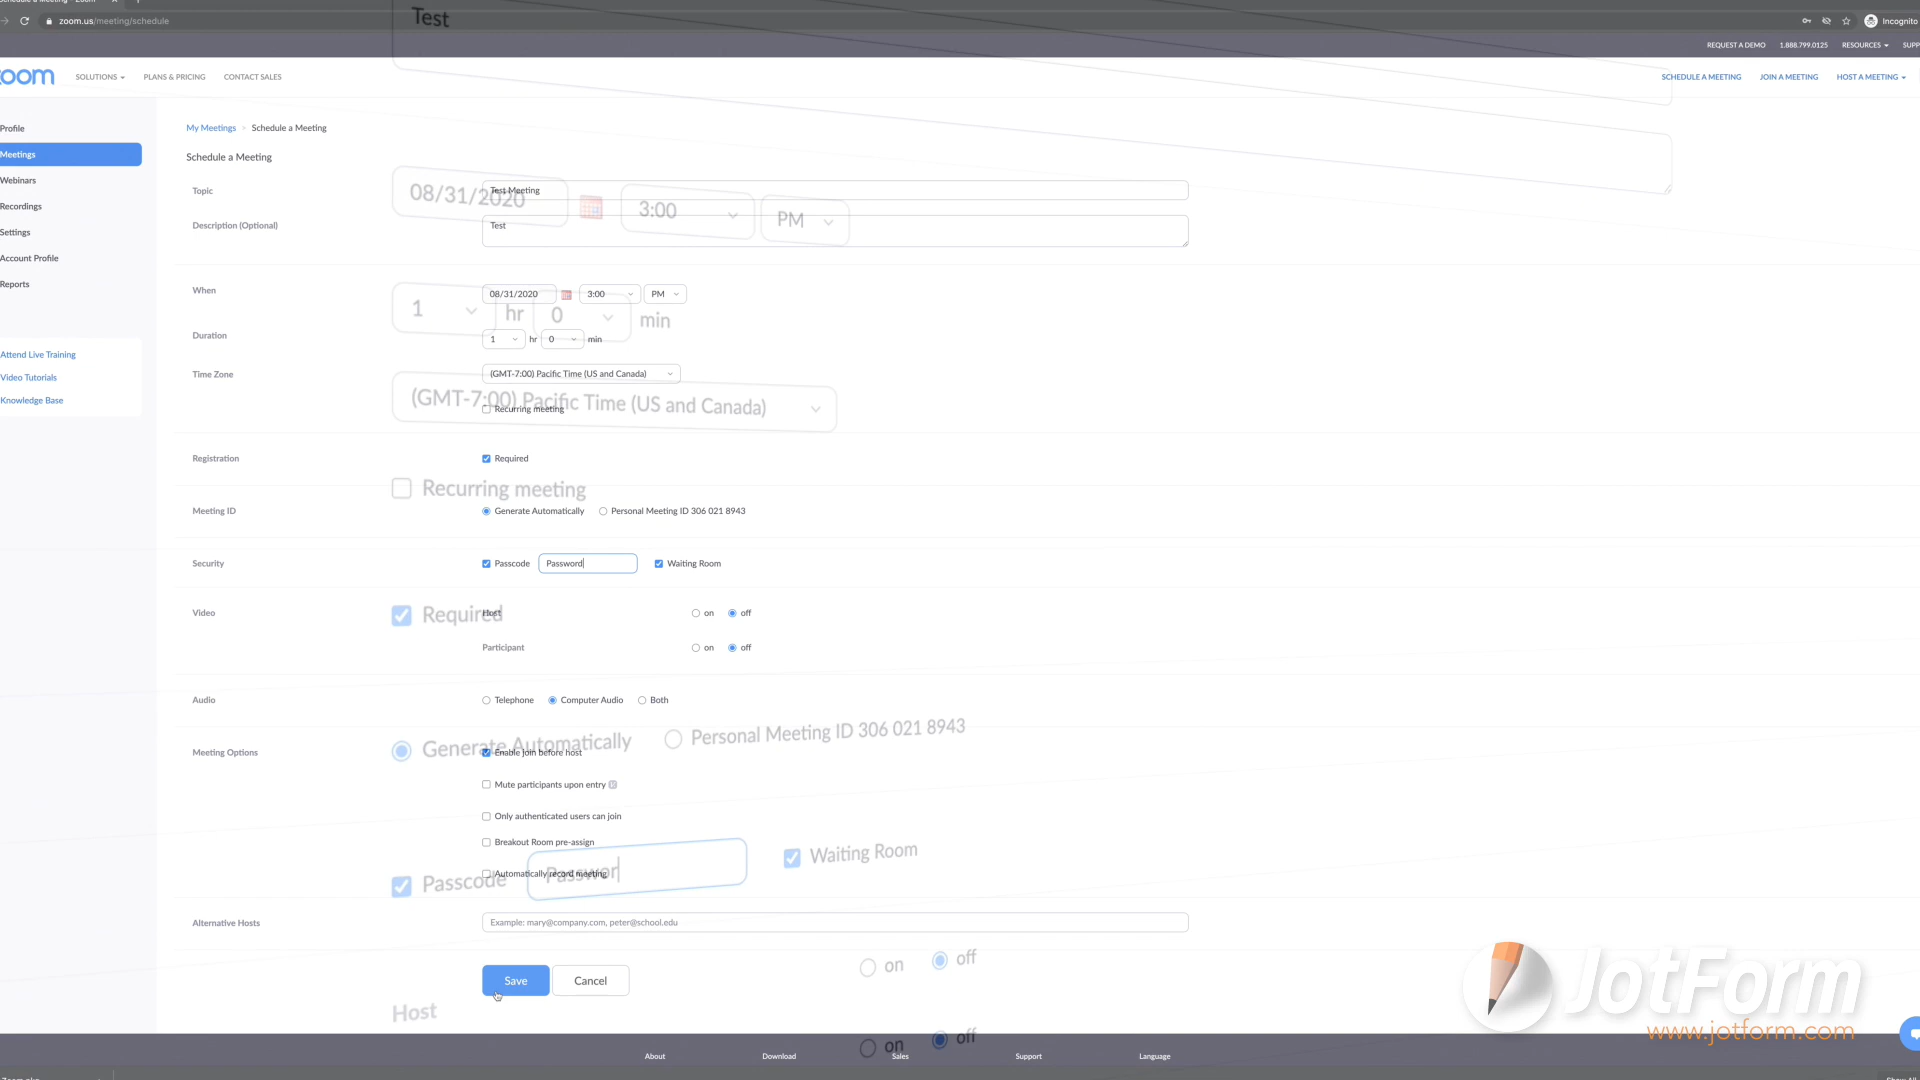 Schedule a Meeting - Zoom
zoom.us/meeting/schedule
Incognito
Test
REQUEST A DEMO 1.888.799.0125 RESOURCES
zoom SOLUTIONS PLANS & PRICING CONTACT SALES SCHEDULE A MEETING JOIN A MEETING HOST A MEETING
Profile
Meetings
Webinars
Recordings
Settings
Account Profile
Reports
Attend Live Training
Video Tutorials
Knowledge Base
My Meetings Schedule a Meeting
Schedule a Meeting
Topic Test Meeting
Description (Optional) Test
08/31/2020 3:00 PM
When 08/31/2020 3:00 PM
1 hr 0 min
Duration 1 hr 0 min
Time Zone (GMT-7:00) Pacific Time (US and Canada)
(GMT-7:00) Pacific Time (US and Canada)
Recurring meeting
Registration Required
Recurring meeting
Meeting ID Generate Automatically Personal Meeting ID 306 021 8943
Security Passcode Password Waiting Room
Required
Video Host on off
Participant on off
Audio Telephone Computer Audio Both
Generate Automatically Personal Meeting ID 306 021 8943
Meeting Options Enable join before host
Mute participants upon entry
Only authenticated users can join
Breakout Room pre-assign
Passcode Passwor Waiting Room
Automatically record meeting
Alternative Hosts Example: mary@company.com, peter@school.edu
on off
Save Cancel
Host
on off
JotForm
www.jotform.com
About Download Sales Support Language